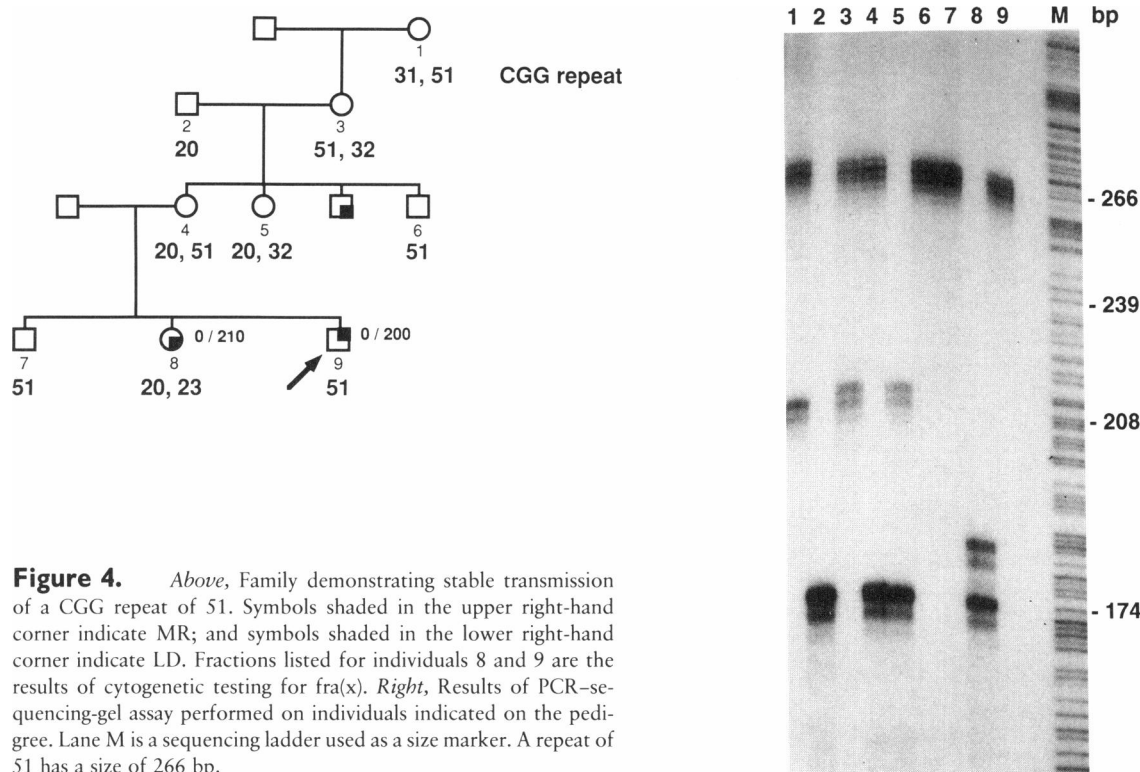 1
31, 51 CGG repeat
2 3
20 51, 32
4 5 6
20, 51 20, 32 51
0 / 210 0 / 200
7 8 9
51 20, 23 51
1 2 3 4 5 6 7 8 9 M bp
- 266
- 239
- 208
- 174
Figure 4. Above, Family demonstrating stable transmission
of a CGG repeat of 51. Symbols shaded in the upper right-hand
corner indicate MR; and symbols shaded in the lower right-hand
corner indicate LD. Fractions listed for individuals 8 and 9 are the
results of cytogenetic testing for fra(x). Right, Results of PCR–se-
quencing-gel assay performed on individuals indicated on the pedi-
gree. Lane M is a sequencing ladder used as a size marker. A repeat of
51 has a size of 266 bp.